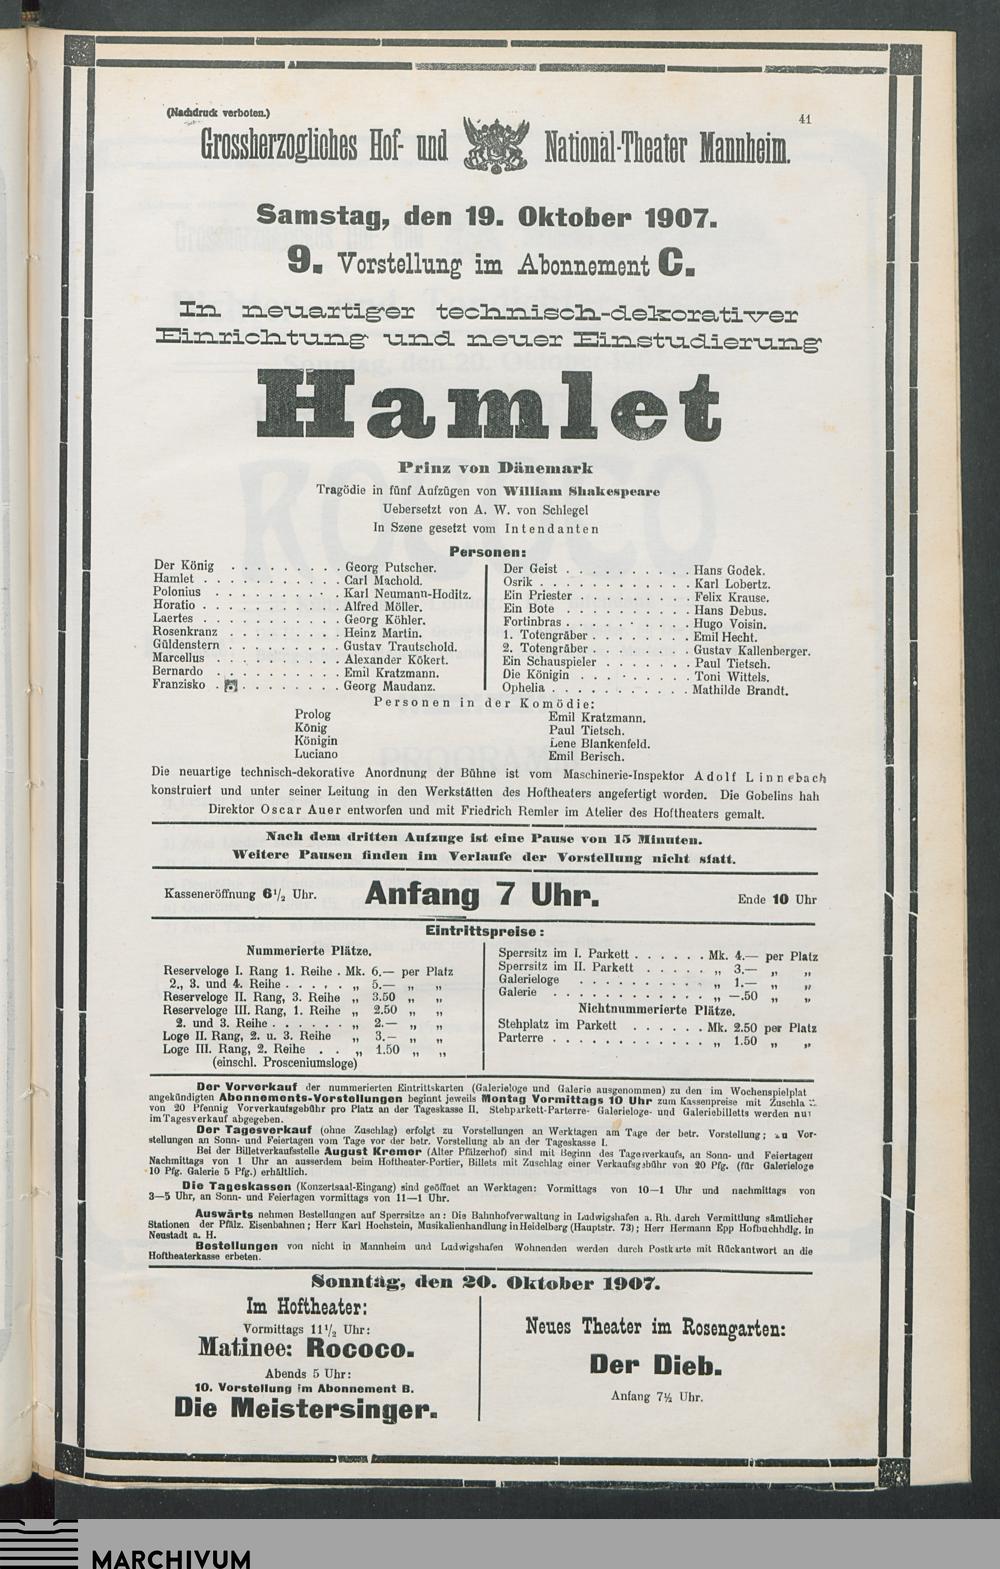 (Nachdruck verboten.)
41
Grossherzogliches Hof- und National-Theater Mannheim.
Samstag, den 19. Oktober 1907.
9. Vorstellung im Abonnement C.
In neuartiger technisch-dekorativer
Einrichtung und neuer Einstudierung
Hamlet
Prinz von Dänemark
Tragödie in fünf Aufzügen von William Shakespeare
Uebersetzt von A. W. von Schlegel
In Szene gesetzt vom Intendanten
Personen:
Der König . . . . . . . . . Georg Putscher.
Hamlet . . . . . . . . . . . Carl Machold.
Polonius . . . . . . . . . . Karl Neumann-Hoditz.
Horatio . . . . . . . . . . . Alfred Möller.
Laertes . . . . . . . . . . . Georg Köhler.
Rosenkranz . . . . . . . . . Heinz Martin.
Güldenstern . . . . . . . . . Gustav Trautschold.
Marcellus . . . . . . . . . . Alexander Kökert.
Bernardo . . . . . . . . . . Emil Kratzmann.
Franzisko . . . . . . . . . . Georg Maudanz.
Der Geist . . . . . . . . . . Hans Godek.
Osrik . . . . . . . . . . . . Karl Lobertz.
Ein Priester . . . . . . . . . Felix Krause.
Ein Bote . . . . . . . . . . Hans Debus.
Fortinbras . . . . . . . . . . Hugo Voisin.
1. Totengräber . . . . . . . Emil Hecht.
2. Totengräber . . . . . . . Gustav Kallenberger.
Ein Schauspieler . . . . . . . Paul Tietsch.
Die Königin . . . . . . . . . Toni Wittels.
Ophelia . . . . . . . . . . . Mathilde Brandt.
Personen in der Komödie:
Prolog Emil Kratzmann.
König Paul Tietsch.
Königin Lene Blankenfeld.
Luciano Emil Berisch.
Die neuartige technisch-dekorative Anordnung der Bühne ist vom Maschinerie-Inspektor Adolf Linnebach
konstruiert und unter seiner Leitung in den Werkstätten des Hoftheaters angefertigt worden. Die Gobelins hah
Direktor Oscar Auer entworfen und mit Friedrich Remler im Atelier des Hoftheaters gemalt.
Nach dem dritten Aufzuge ist eine Pause von 15 Minuten.
Weitere Pausen finden im Verlaufe der Vorstellung nicht statt.
Kasseneröffnung 6½ Uhr. Anfang 7 Uhr. Ende 10 Uhr
Eintrittspreise:
Nummerierte Plätze.
Reserveloge I. Rang 1. Reihe . Mk. 6.— per Platz
2., 3. und 4. Reihe . . . . . „ 5.— „ „
Reserveloge II. Rang, 3. Reihe „ 3.50 „ „
Reserveloge III. Rang, 1. Reihe „ 2.50 „ „
2. und 3. Reihe . . . . . . „ 2.— „ „
Loge II. Rang, 2. u. 3. Reihe „ 3.— „ „
Loge III. Rang, 2. Reihe . . „ 1.50 „ „
(einschl. Prosceniumsloge)
Sperrsitz im I. Parkett . . . . . . Mk. 4.— per Platz
Sperrsitz im II. Parkett . . . . . „ 3.— „ „
Galerieloge . . . . . . . . . . „ 1.— „ „
Galerie . . . . . . . . . . . . „ —.50 „ „
Nichtnummerierte Plätze.
Stehplatz im Parkett . . . . . . Mk. 2.50 per Platz
Parterre . . . . . . . . . . . . „ 1.50 „ „
Der Vorverkauf der nummerierten Eintrittskarten (Galerieloge und Galerie ausgenommen) zu den im Wochenspielplat
angekündigten Abonnements-Vorstellungen beginnt jeweils Montag Vormittags 10 Uhr zum Kassenpreise mit Zuschla
von 20 Pfennig Vorverkaufsgebühr pro Platz an der Tageskasse II. Stehparkett-Parterre- Galerieloge- und Galeriebilletts werden nur
im Tagesverkauf abgegeben.
Der Tagesverkauf (ohne Zuschlag) erfolgt zu Vorstellungen an Werktagen am Tage der betr. Vorstellung; zu Vor-
stellungen an Sonn- und Feiertagen vom Tage vor der betr. Vorstellung ab an der Tageskasse I.
Bei der Billetverkaufsstelle August Kremer (Alter Pfälzerhof) sind mit Beginn des Tagesverkaufs, an Sonn- und Feiertagen
Nachmittags von 1 Uhr an ausserdem beim Hoftheater-Portier, Billets mit Zuschlag einer Verkaufsgebühr von 20 Pfg. (für Galerieloge
10 Pfg. Galerie 5 Pfg.) erhältlich.
Die Tageskassen (Konzertsaal-Eingang) sind geöffnet an Werktagen: Vormittags von 10—1 Uhr und nachmittags von
3—5 Uhr, an Sonn- und Feiertagen vormittags von 11—1 Uhr.
Auswärts nehmen Bestellungen auf Sperrsitze an: Die Bahnhofverwaltung in Ludwigshafen a. Rh. durch Vermittlung sämtlicher
Stationen der Pfälz. Eisenbahnen; Herr Karl Hochstein, Musikalienhandlung in Heidelberg (Hauptstr. 73); Herr Hermann Epp Hofbuchhdlg. in
Neustadt a. H.
Bestellungen von nicht in Mannheim und Ludwigshafen Wohnenden werden durch Postkarte mit Rückantwort an die
Hoftheaterkasse erbeten.
Sonntag, den 20. Oktober 1907.
Im Hoftheater:
Vormittags 11½ Uhr:
Matinee: Rococo.
Abends 5 Uhr:
10. Vorstellung im Abonnement B.
Die Meistersinger.
Neues Theater im Rosengarten:
Der Dieb.
Anfang 7½ Uhr.
MARCHIVUM